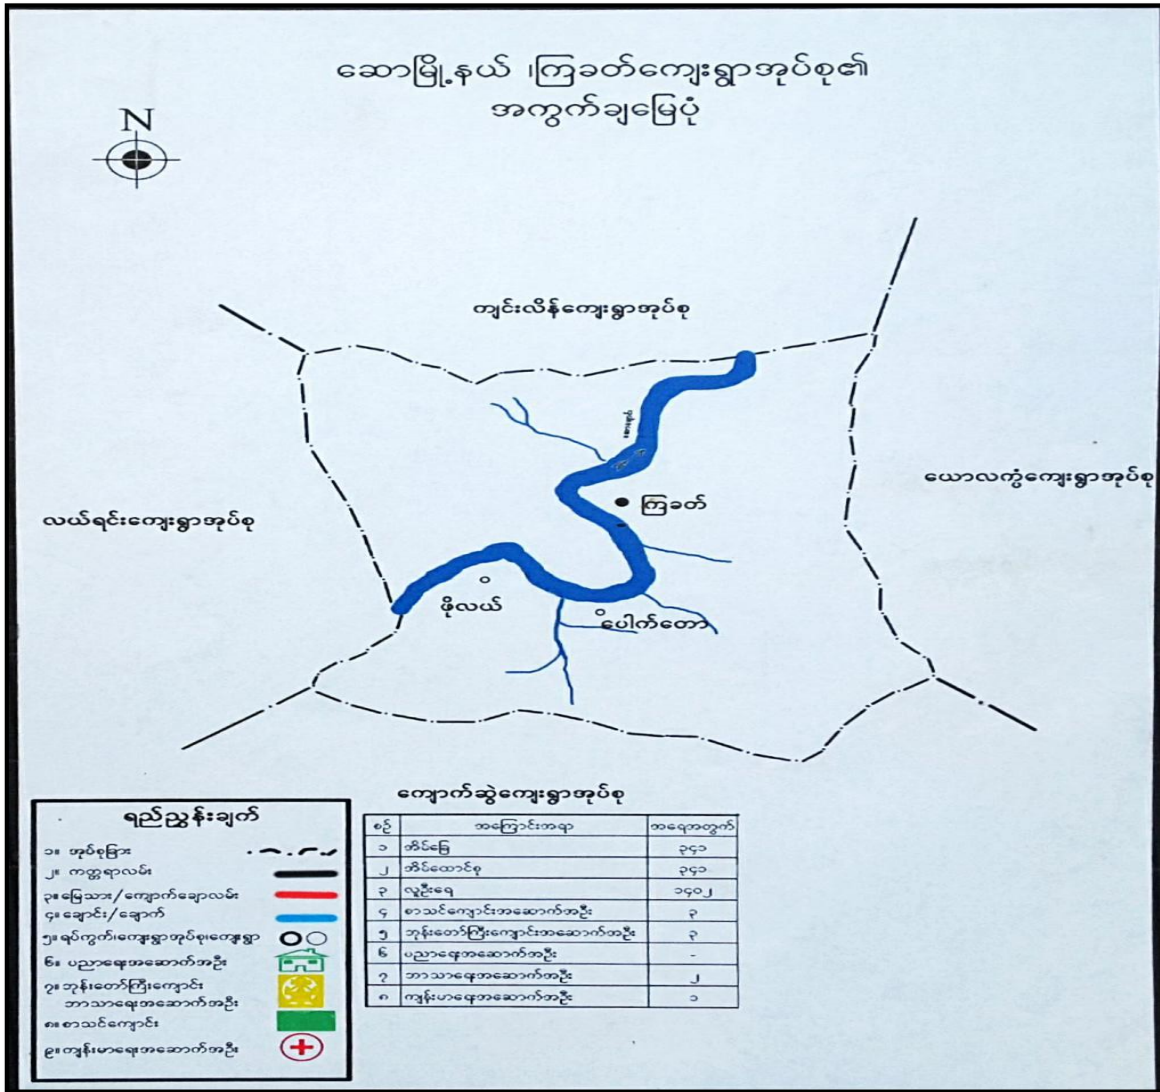 ဆောမြို့နယ် ၊ကြခတ်ကျေးရွာအုပ်စု၏
အကွက်ချမြေပုံ
N
ကျင်းလိန်ကျေးရွာအုပ်စု
ယောလကွံကျေးရွာအုပ်စု
ကြခတ်
လယ်ရင်းကျေးရွာအုပ်စု
ဖိုလယ်
ပေါက်တော
ကျောက်ဆွဲကျေးရွာအုပ်စု
ရည်ညွှန်းချက်
၁။ အုပ်စုခြား
၂။ ကတ္တရာလမ်း
၃။မြေသား/ကျောက်ချောလမ်း
၄။ချောင်း/ချောက်
၅။ရပ်ကွက်၊ကျေးရွာအုပ်စု၊ကျေးရွာ
၆။ ပညာရေးအဆောက်အဦး
၇။ဘုန်းတော်ကြီးကျောင်း
ဘာသာရေးအဆောက်အဦး
၈။စာသင်ကျောင်း
၉။ကျန်းမာရေးအဆောက်အဦး
စဉ် အကြောင်းအရာ အရေအတွက်
၁ အိမ်ခြေ ၃၄၁
၂ အိမ်ထောင်စု ၃၄၁
၃ လူဦးရေ ၁၄၀၂
၄ စာသင်ကျောင်းအဆောက်အဦး ၃
၅ ဘုန်းတော်ကြီးကျောင်းအဆောက်အဦး ၃
၆ ပညာရေးအဆောက်အဦး -
၇ ဘာသာရေးအဆောက်အဦး ၂
၈ ကျန်းမာရေးအဆောက်အဦး ၁